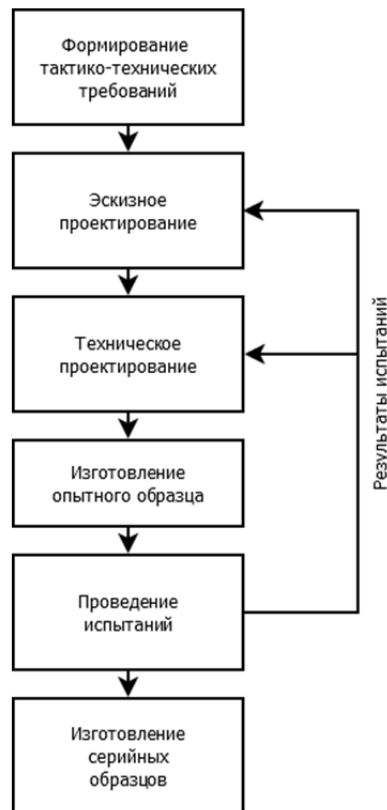 Формирование
тактико-технических
требований
Эскизное
проектирование
Техническое
проектирование
Результаты испытаний
Изготовление
опытного образца
Проведение
испытаний
Изготовление
серийных
образцов